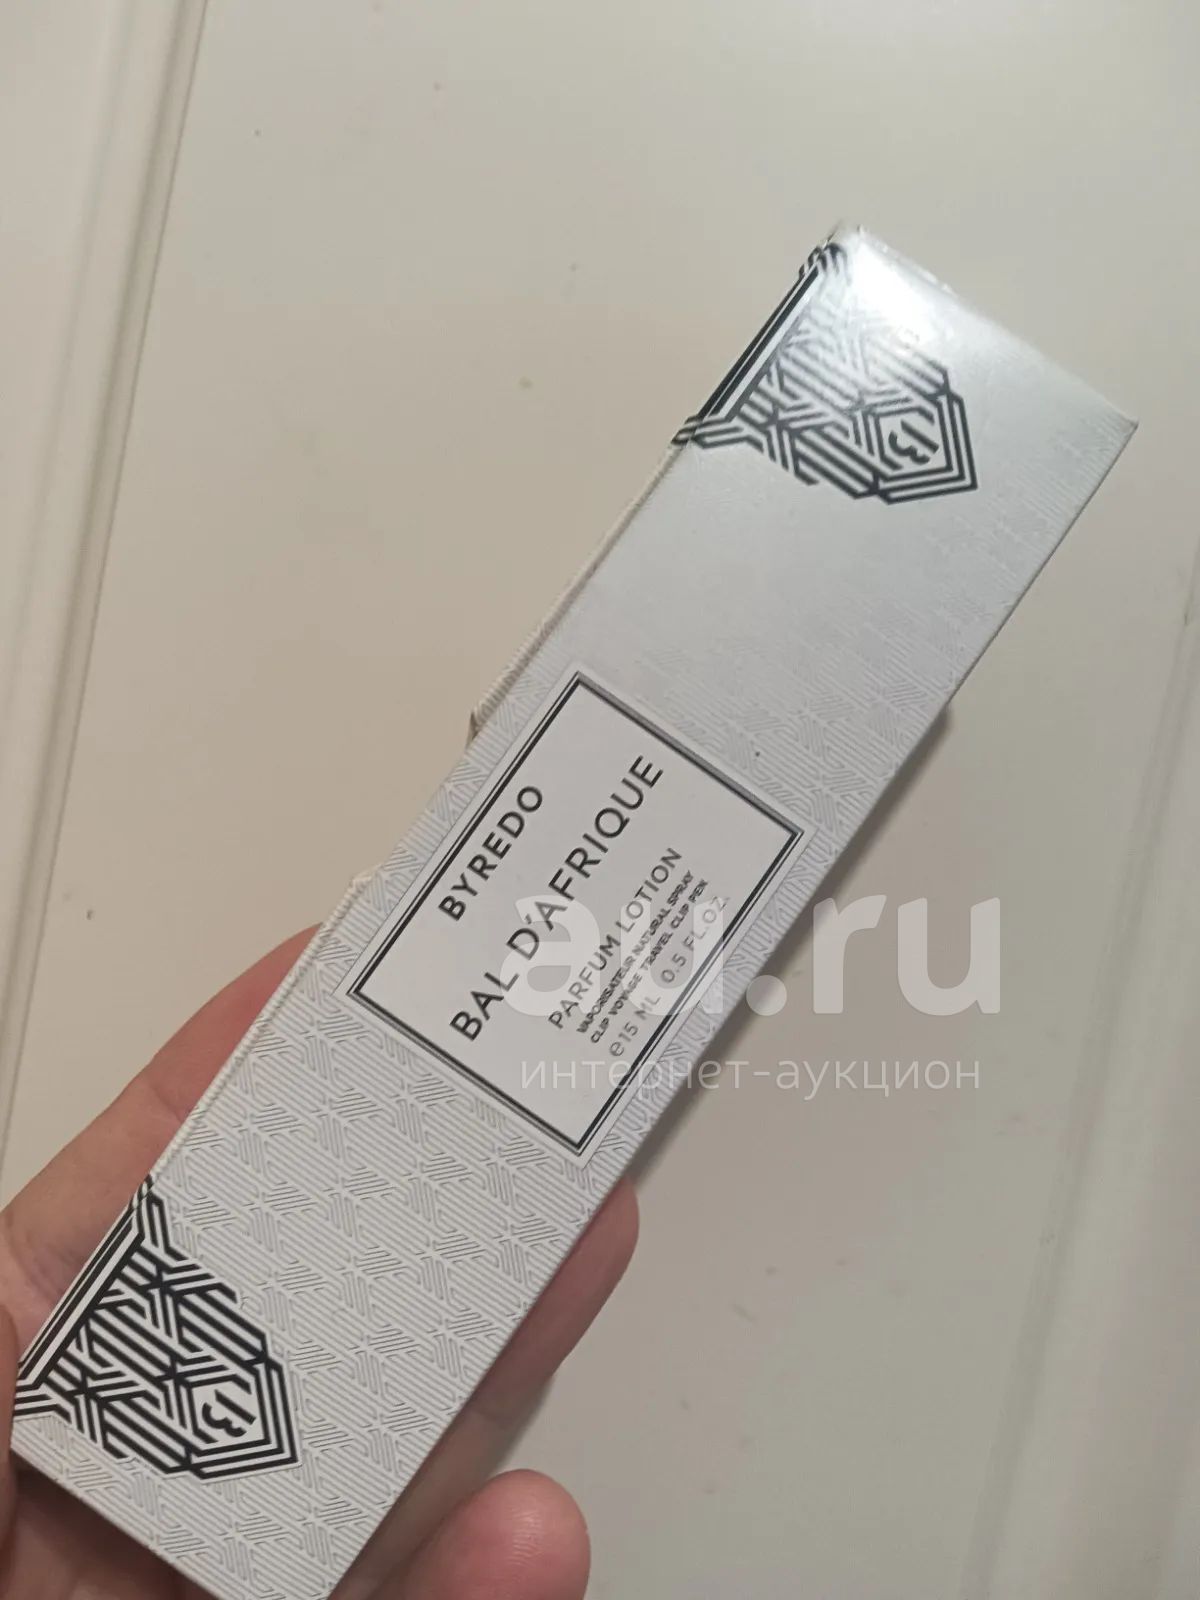 BYREDO
BAL D'AFRIQUE
PARFUM LOTION
VAPORISATEUR NATURAL SPRAY
CLIP VOYAGE TRAVEL CLIP PEN
℮15 ML 0.5 FL.OZ
au.ru
интернет-аукцион